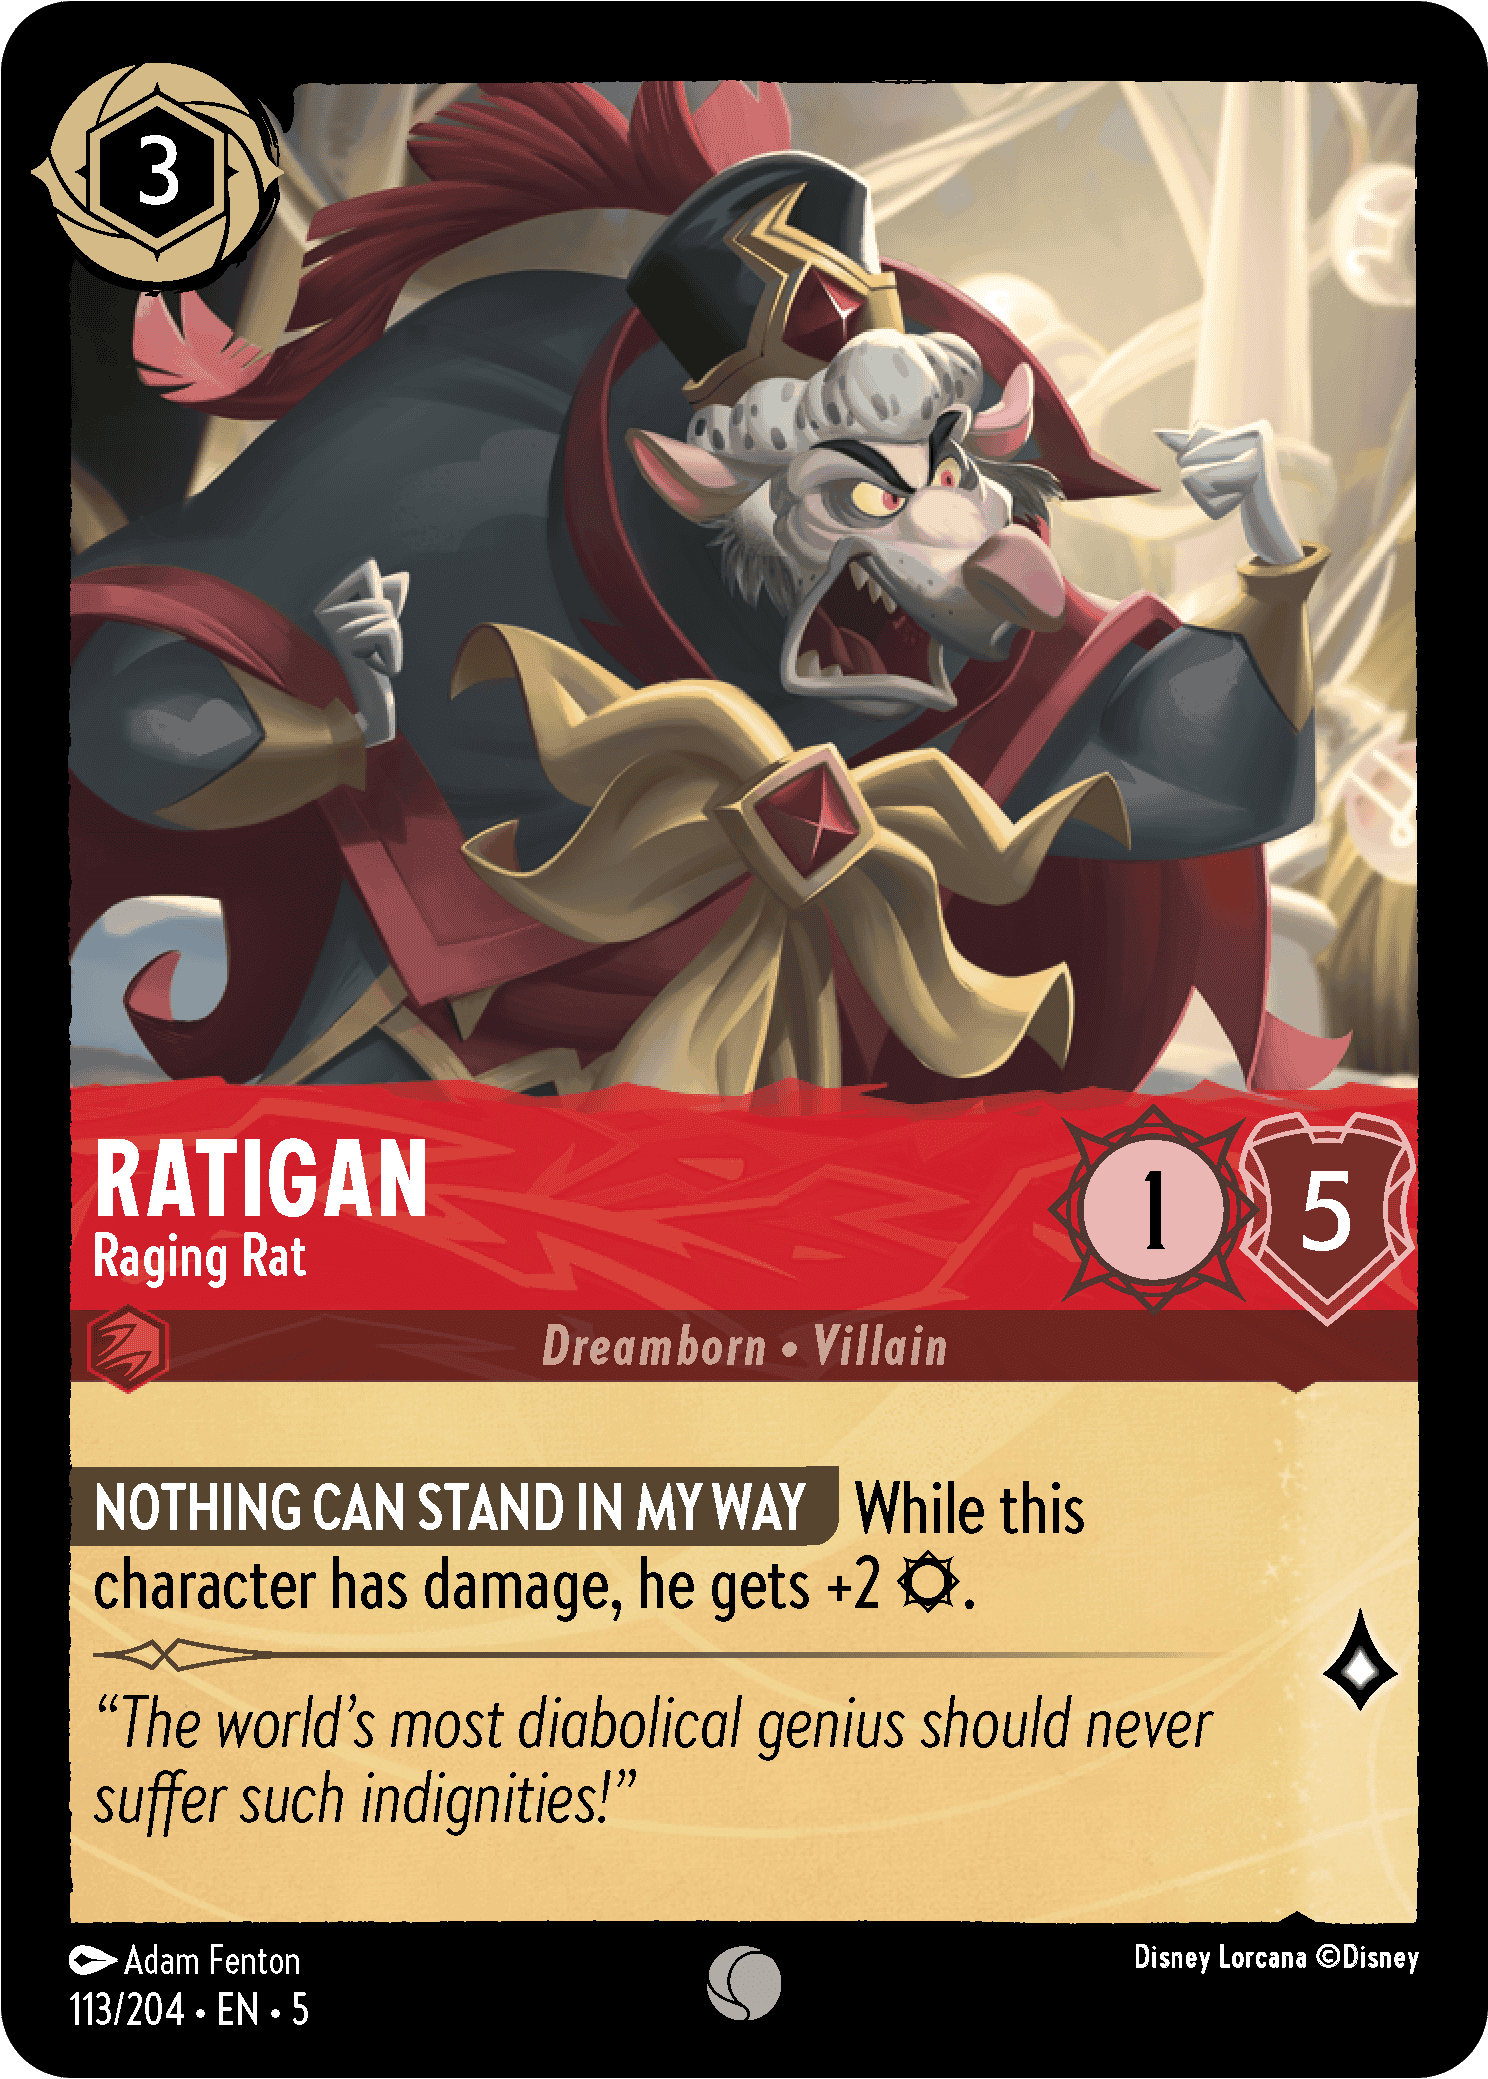 3
RATIGAN
Raging Rat
1
5
Dreamborn • Villain
NOTHING CAN STAND IN MY WAY While this
character has damage, he gets +2 .
“The world’s most diabolical genius should never
suffer such indignities!”
Adam Fenton
Disney Lorcana ©Disney
113/204 • EN • 5